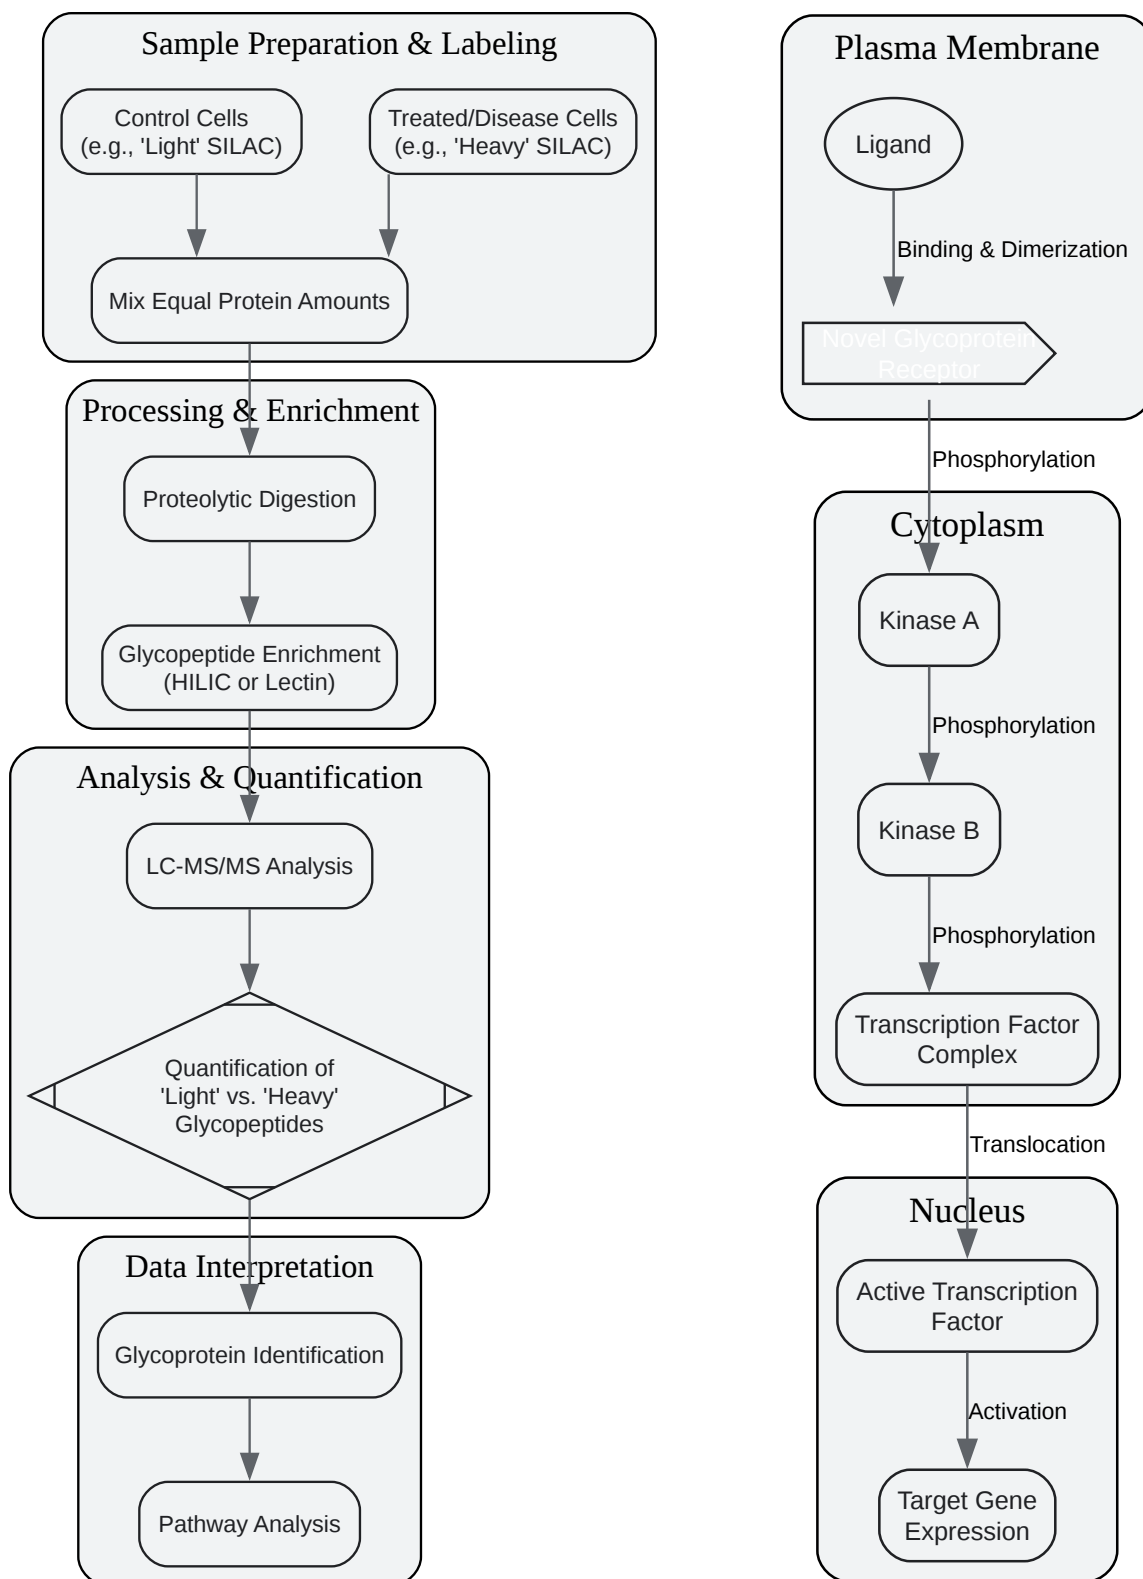 Sample Preparation & Labeling
Control Cells
(e.g., 'Light' SILAC)
Treated/Disease Cells
(e.g., 'Heavy' SILAC)
Mix Equal Protein Amounts
Processing & Enrichment
Proteolytic Digestion
Glycopeptide Enrichment
(HILIC or Lectin)
Analysis & Quantification
LC-MS/MS Analysis
Quantification of
'Light' vs. 'Heavy'
Glycopeptides
Data Interpretation
Glycoprotein Identification
Pathway Analysis
Plasma Membrane
Ligand
Binding & Dimerization
Novel Glycoprotein
Receptor
Phosphorylation
Cytoplasm
Kinase A
Phosphorylation
Kinase B
Phosphorylation
Transcription Factor
Complex
Translocation
Nucleus
Active Transcription
Factor
Activation
Target Gene
Expression